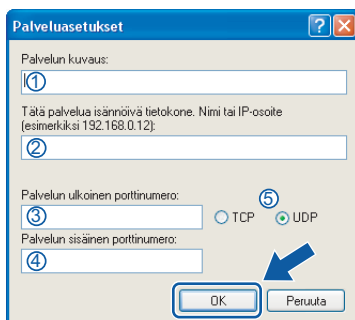 Palveluasetukset
Palvelun kuvaus:
①
Tätä palvelua isännöivä tietokone. Nimi tai IP-osoite
(esimerkiksi 192.168.0.12):
②
Palvelun ulkoinen porttinumero:
⑤
③ TCP UDP
Palvelun sisäinen porttinumero:
④
OK Peruuta